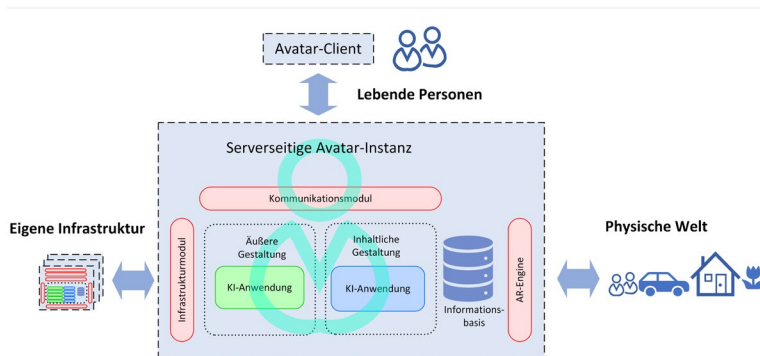 Avatar-Client
Lebende Personen
Serverseitige Avatar-Instanz
Kommunikationsmodul
Eigene Infrastruktur
Infrastrukturmodul
Äußere
Gestaltung
KI-Anwendung
Inhaltliche
Gestaltung
KI-Anwendung
Informations-
basis
AR-Engine
Physische Welt